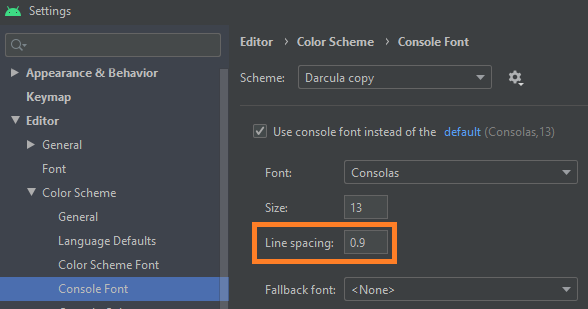 Settings
Editor › Color Scheme › Console Font
Scheme: Darcula copy
Appearance & Behavior
Keymap
Editor
General
Font
Color Scheme
General
Language Defaults
Color Scheme Font
Console Font
Use console font instead of the default (Consolas,13)
Font: Consolas
Size: 13
Line spacing: 0.9
Fallback font: <None>